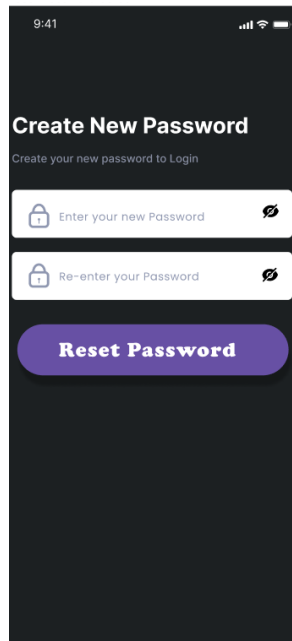 9:41
Create New Password
Create your new password to Login
Enter your new Password
Re-enter your Password
Reset Password